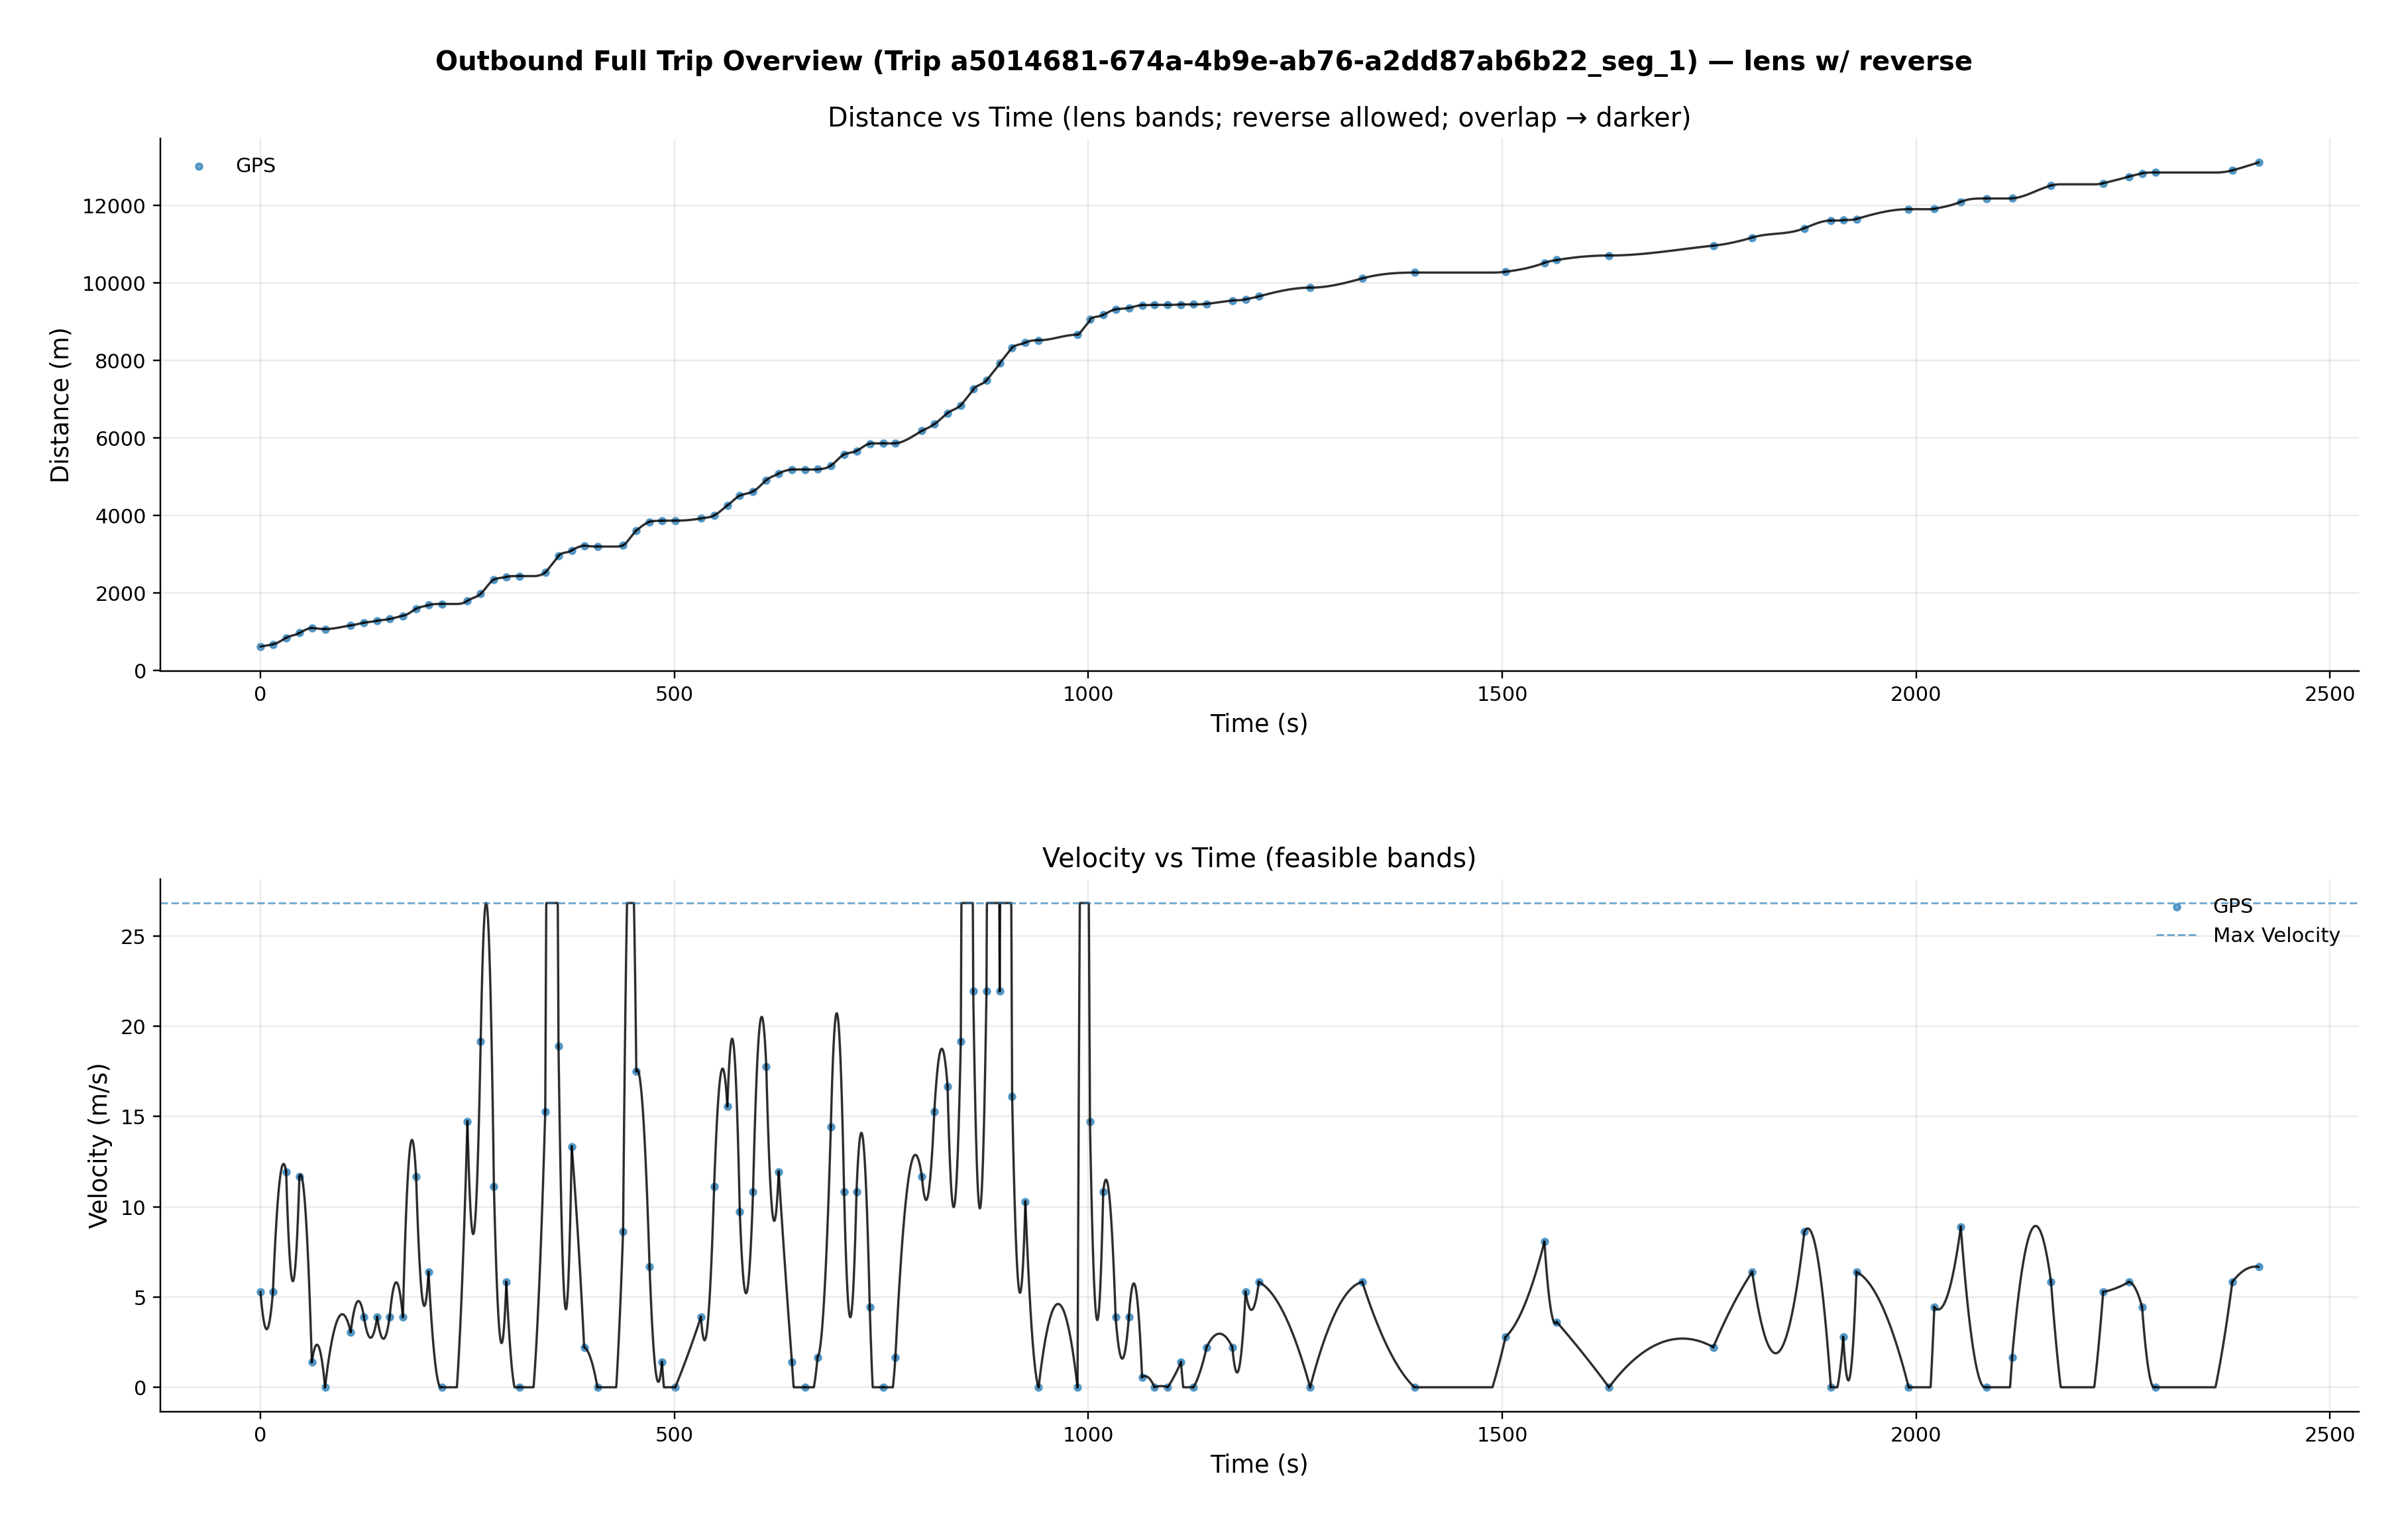 Outbound Full Trip Overview (Trip a5014681-674a-4b9e-ab76-a2dd87ab6b22_seg_1) — lens w/ reverse
Distance vs Time (lens bands; reverse allowed; overlap → darker)
GPS
12000
10000
8000
6000
4000
2000
0
Distance (m)
0 500 1000 1500 2000 2500
Time (s)
Velocity vs Time (feasible bands)
GPS
Max Velocity
25
20
15
10
5
0
Velocity (m/s)
0 500 1000 1500 2000 2500
Time (s)